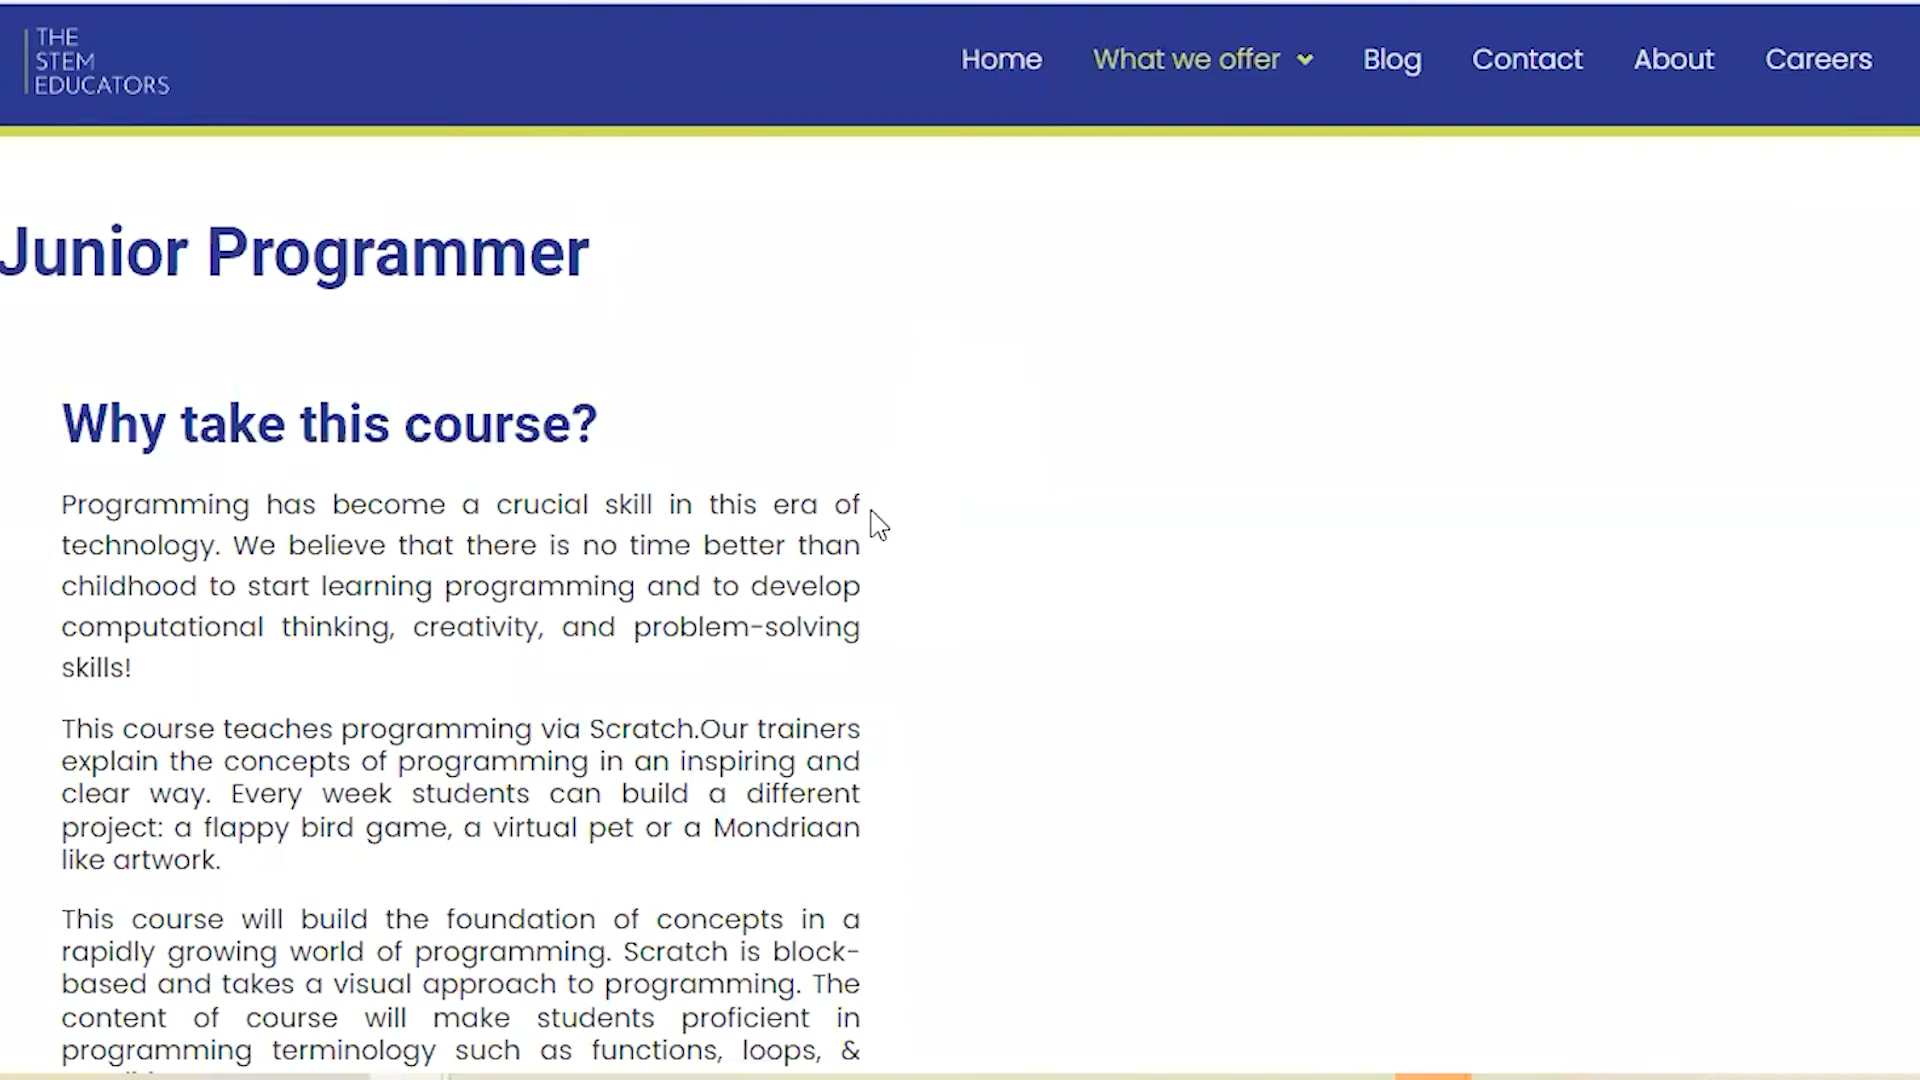 THE
STEM
EDUCATORS
Home What we offer Blog Contact About Careers
Junior Programmer
Why take this course?
Programming has become a crucial skill in this era of
technology. We believe that there is no time better than
childhood to start learning programming and to develop
computational thinking, creativity, and problem-solving
skills!
This course teaches programming via Scratch.Our trainers
explain the concepts of programming in an inspiring and
clear way. Every week students can build a different
project: a flappy bird game, a virtual pet or a Mondriaan
like artwork.
This course will build the foundation of concepts in a
rapidly growing world of programming. Scratch is block-
based and takes a visual approach to programming. The
content of course will make students proficient in
programming terminology such as functions, loops, &